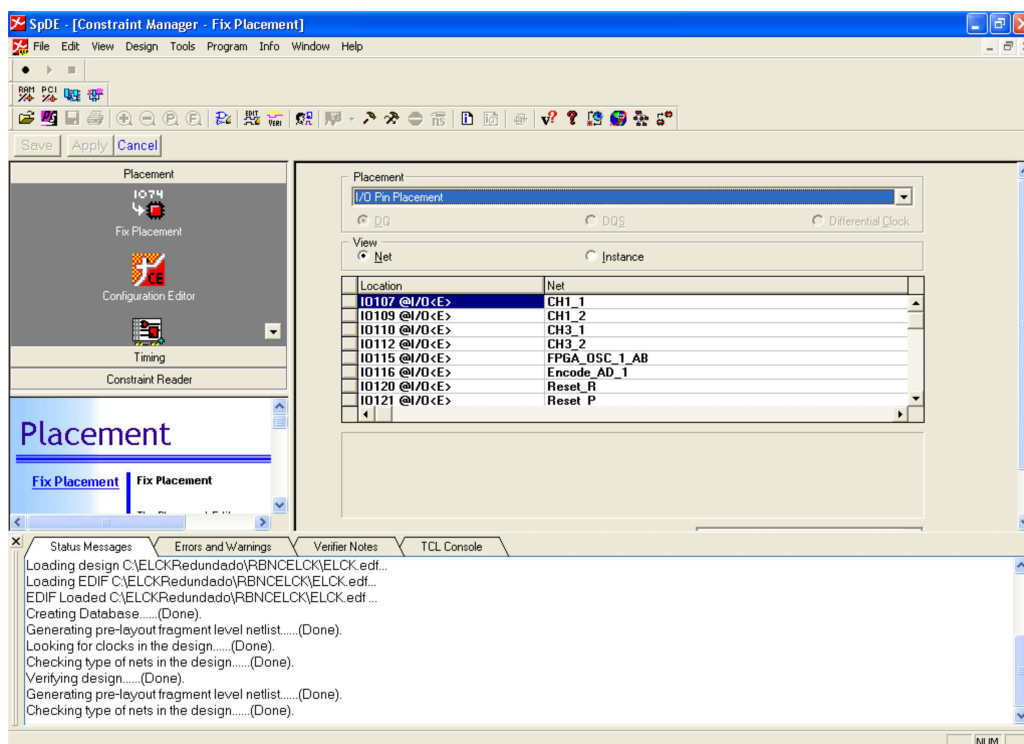 SpDE - [Constraint Manager - Fix Placement]
File Edit View Design Tools Program Info Window Help
RAM PCI
EDIT VERI
Save Apply Cancel
Placement
IO74
Fix Placement
CE
Configuration Editor
Timing
Constraint Reader
Placement
Fix Placement
Fix Placement
Placement
I/O Pin Placement
DQ DQS Differential Clock
View
Net Instance
Location Net
IO107 @I/O<E> CH1_1
IO109 @I/O<E> CH1_2
IO110 @I/O<E> CH3_1
IO112 @I/O<E> CH3_2
IO115 @I/O<E> FPGA_OSC_1_AB
IO116 @I/O<E> Encode_AD_1
IO120 @I/O<E> Reset_R
IO121 @I/O<E> Reset_P
Status Messages Errors and Warnings Verifier Notes TCL Console
Loading design C:\ELCKRedundado\RBNCELCK\ELCK.edf...
Loading EDIF C:\ELCKRedundado\RBNCELCK\ELCK.edf...
EDIF Loaded C:\ELCKRedundado\RBNCELCK\ELCK.edf ...
Creating Database......(Done).
Generating pre-layout fragment level netlist.....(Done).
Looking for clocks in the design......(Done).
Checking type of nets in the design......(Done).
Verifying design......(Done).
Generating pre-layout fragment level netlist.....(Done).
Checking type of nets in the design......(Done).
NUM